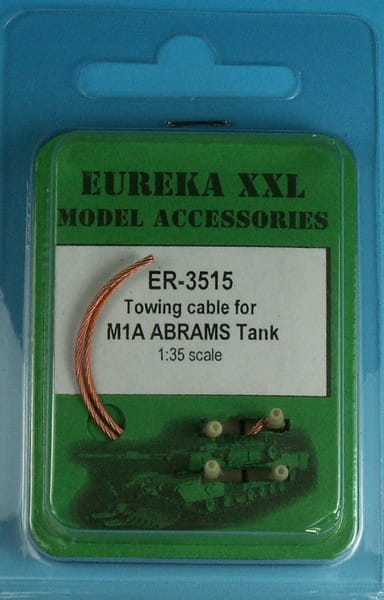 EUREKA XXL
MODEL ACCESSORIES
ER-3515
Towing cable for
M1A ABRAMS Tank
1:35 scale